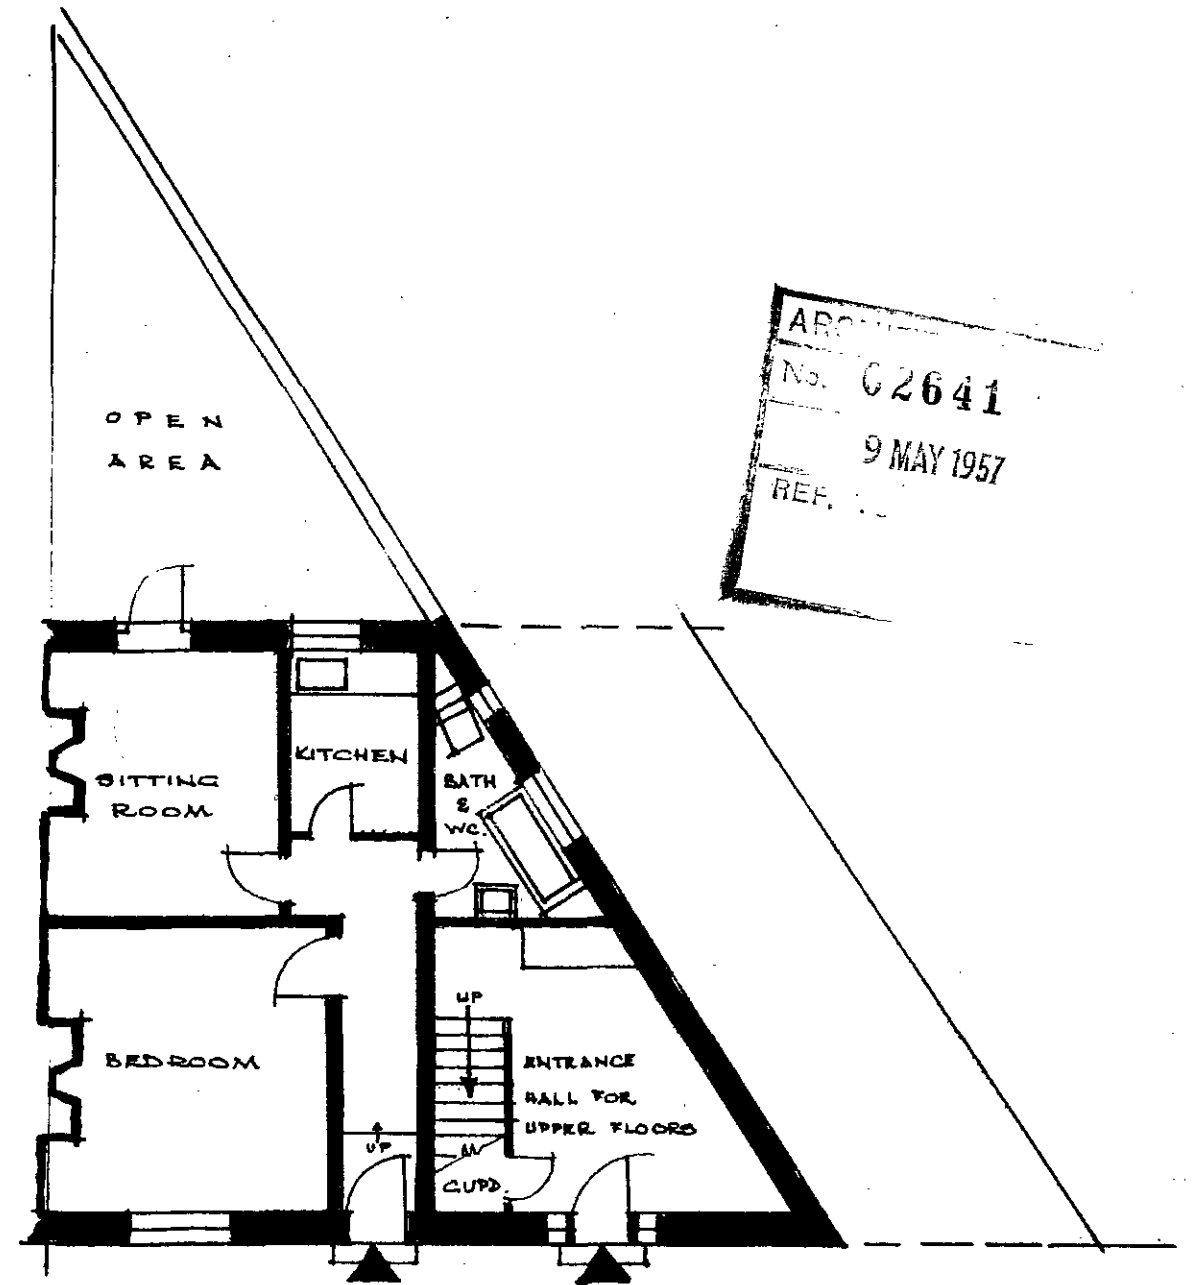 No. C2641
9 MAY 1957
REF.
OPEN
AREA
KITCHEN
SITTING
ROOM
BATH
&
WC.
UP
BEDROOM
ENTRANCE
HALL FOR
UPPER FLOORS
UP
CUPD.